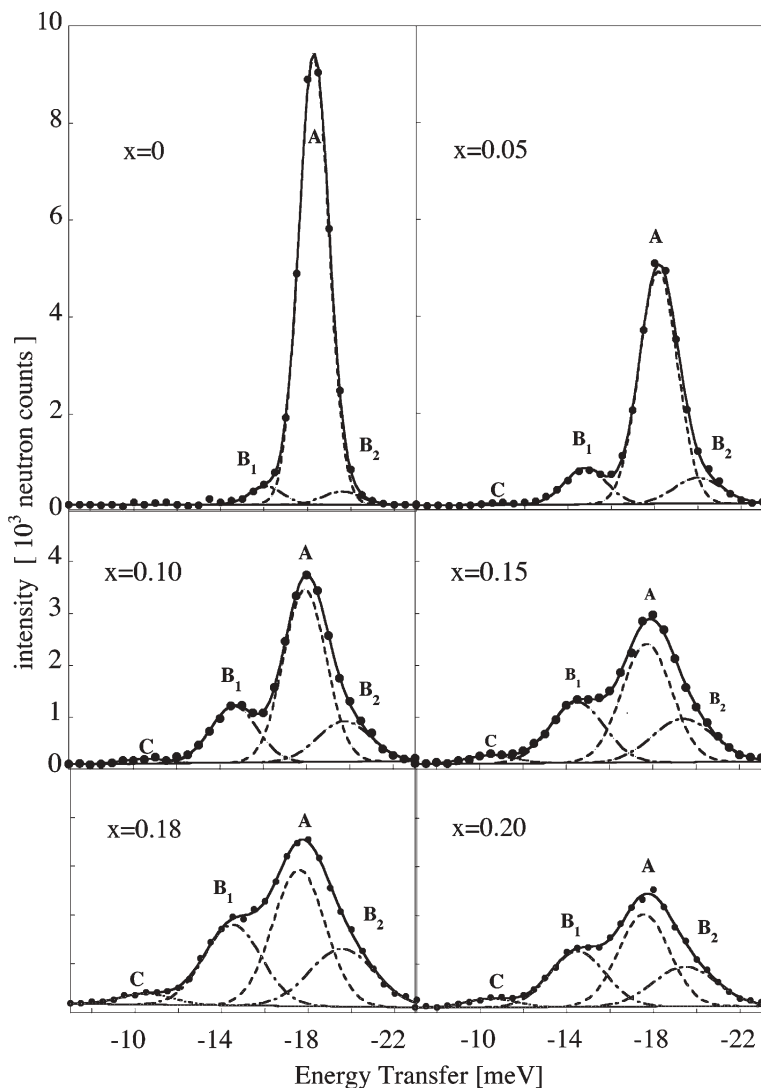 10
8
6
4
2
0
x=0
A
B1
B2
x=0.05
A
B1
B2
C
intensity [ 10^3 neutron counts ]
4
3
2
1
0
x=0.10
A
B1
B2
C
x=0.15
A
B1
B2
C
x=0.18
A
B1
B2
C
x=0.20
A
B1
B2
C
-10 -14 -18 -22 -10 -14 -18 -22
Energy Transfer [meV]